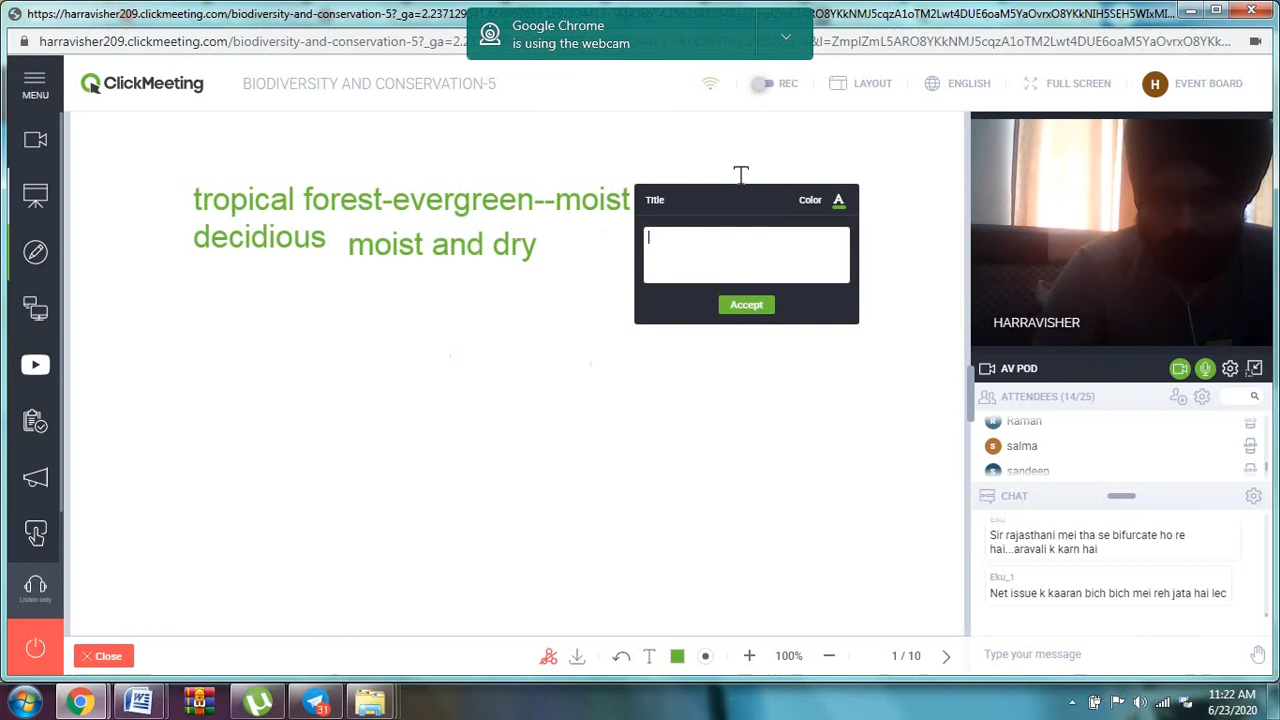 https://harravisher209.clickmeeting.com/biodiversity-and-conservation-5?_ga=2.2371295
harravisher209.clickmeeting.com/biodiversity-and-conservation-5?_ga=2.2
Google Chrome
is using the webcam
MENU
ClickMeeting
BIODIVERSITY AND CONSERVATION-5
REC
LAYOUT
ENGLISH
FULL SCREEN
H
EVENT BOARD
tropical forest-evergreen--moist
decidious
moist and dry
Title
Color
A
Accept
HARRAVISHER
AV POD
ATTENDEES (14/25)
R
Raman
S
salma
S
sandeep
CHAT
Eku
Sir rajasthani mei tha se bifurcate ho re
hai...aravali k karn hai
Eku_1
Net issue k kaaran bich bich mei reh jata hai lec
Type your message
Listen only
Close
T
100%
1 / 10
31
11:22 AM
6/23/2020